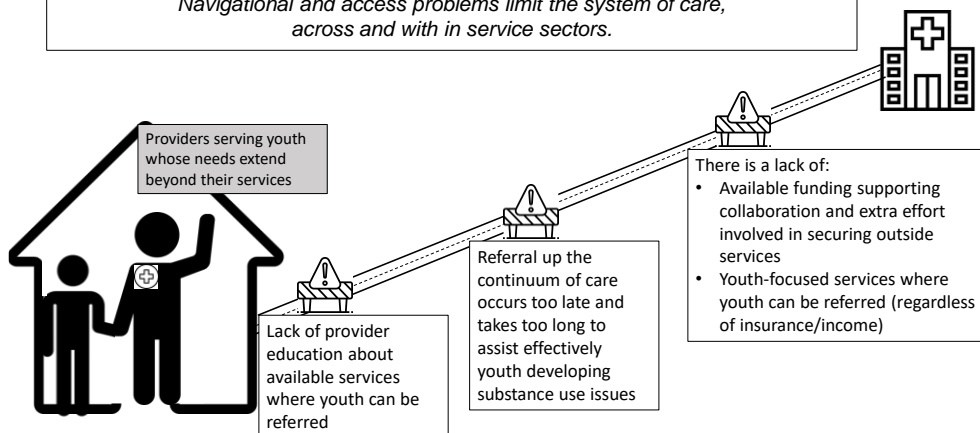 Navigational and access problems limit the system of care,
across and with in service sectors.
Providers serving youth
whose needs extend
beyond their services
There is a lack of:
• Available funding supporting
collaboration and extra effort
involved in securing outside
services
• Youth-focused services where
youth can be referred (regardless
of insurance/income)
Referral up the
continuum of care
occurs too late and
takes too long to
assist effectively
youth developing
substance use issues
Lack of provider
education about
available services
where youth can be
referred